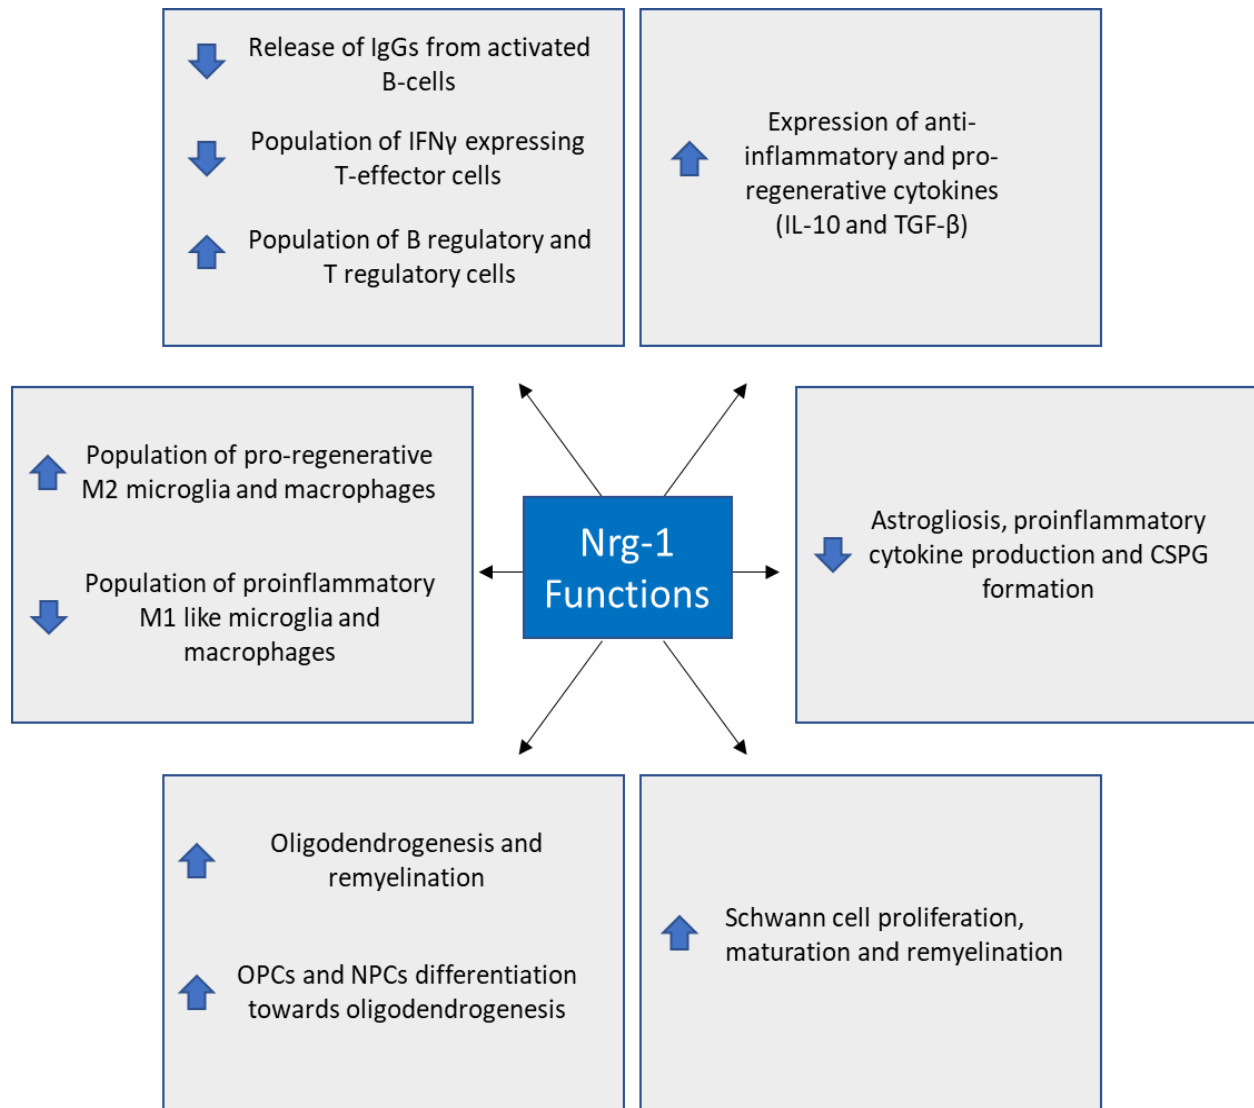 Release of IgGs from activated
B-cells
Population of IFNγ expressing
T-effector cells
Population of B regulatory and
T regulatory cells
Expression of anti-
inflammatory and pro-
regenerative cytokines
(IL-10 and TGF-β)
Population of pro-regenerative
M2 microglia and macrophages
Population of proinflammatory
M1 like microglia and
macrophages
Nrg-1
Functions
Astrogliosis, proinflammatory
cytokine production and CSPG
formation
Oligodendrogenesis and
remyelination
OPCs and NPCs differentiation
towards oligodendrogenesis
Schwann cell proliferation,
maturation and remyelination